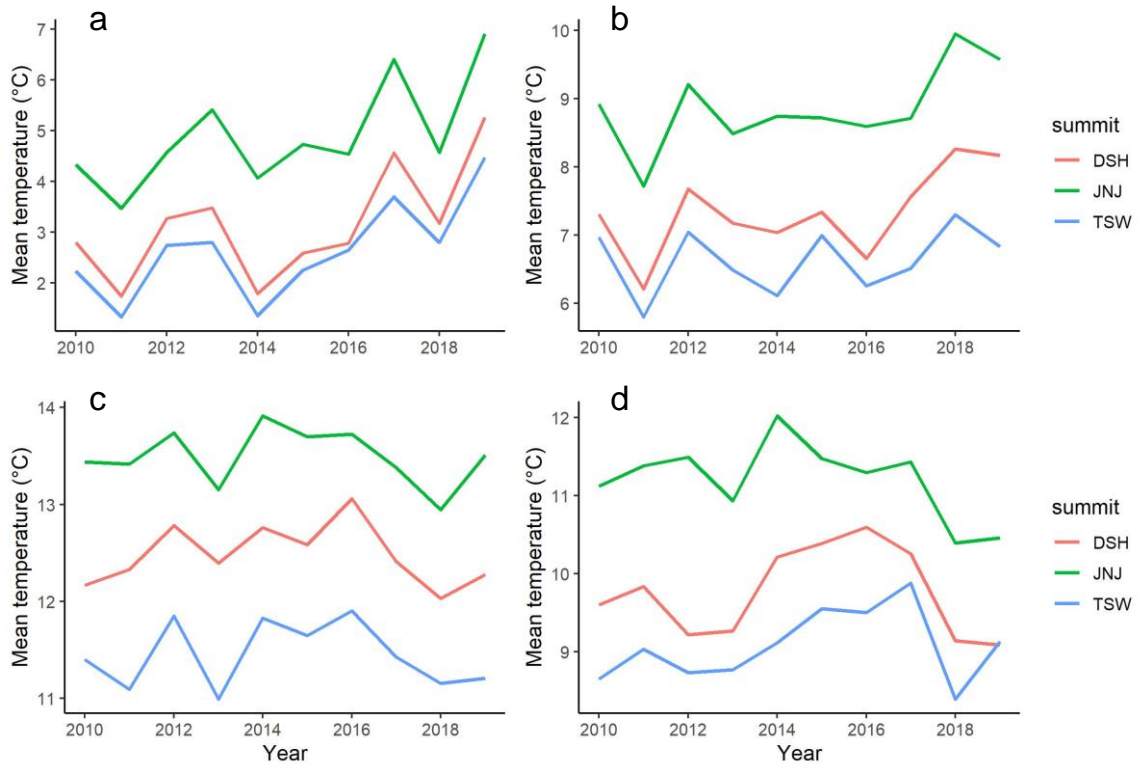 a
7
6
5
4
3
2
Mean temperature (°C)
2010 2012 2014 2016 2018
b
10
9
8
7
6
Mean temperature (°C)
2010 2012 2014 2016 2018
summit
DSH
JNJ
TSW
c
14
13
12
11
Mean temperature (°C)
2010 2012 2014 2016 2018
Year
d
12
11
10
9
Mean temperature (°C)
2010 2012 2014 2016 2018
Year
summit
DSH
JNJ
TSW